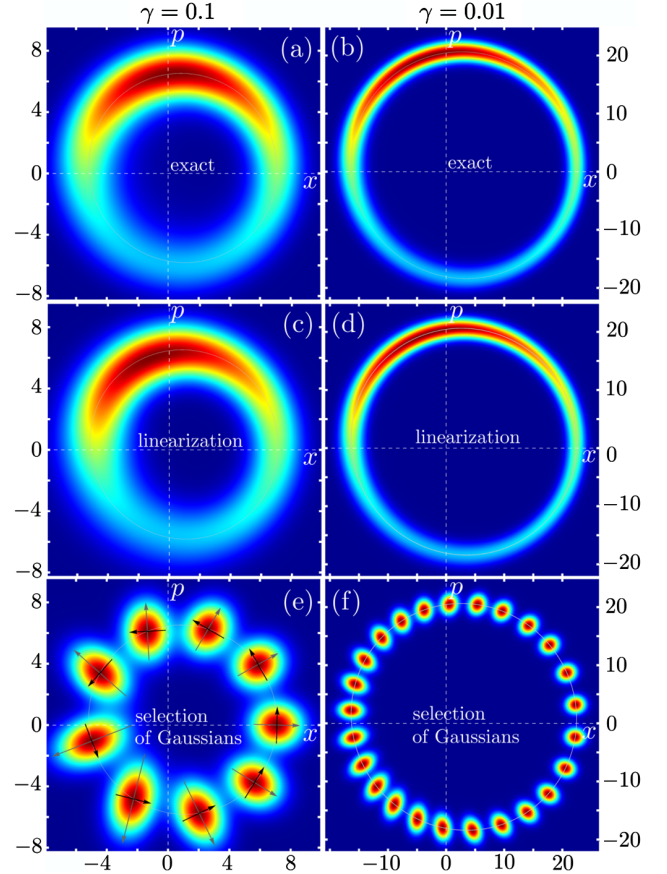 γ = 0.1
γ = 0.01
8
4
0
−4
−8
p
(a)
exact
x
p
(b)
exact
x
20
10
0
−10
−20
8
4
0
−4
−8
p
(c)
linearization
x
p
(d)
linearization
x
20
10
0
−10
−20
8
4
0
−4
−8
p
(e)
selection
of Gaussians
x
−4
0
4
8
p
(f)
selection
of Gaussians
x
20
10
0
−10
−20
−10
0
10
20